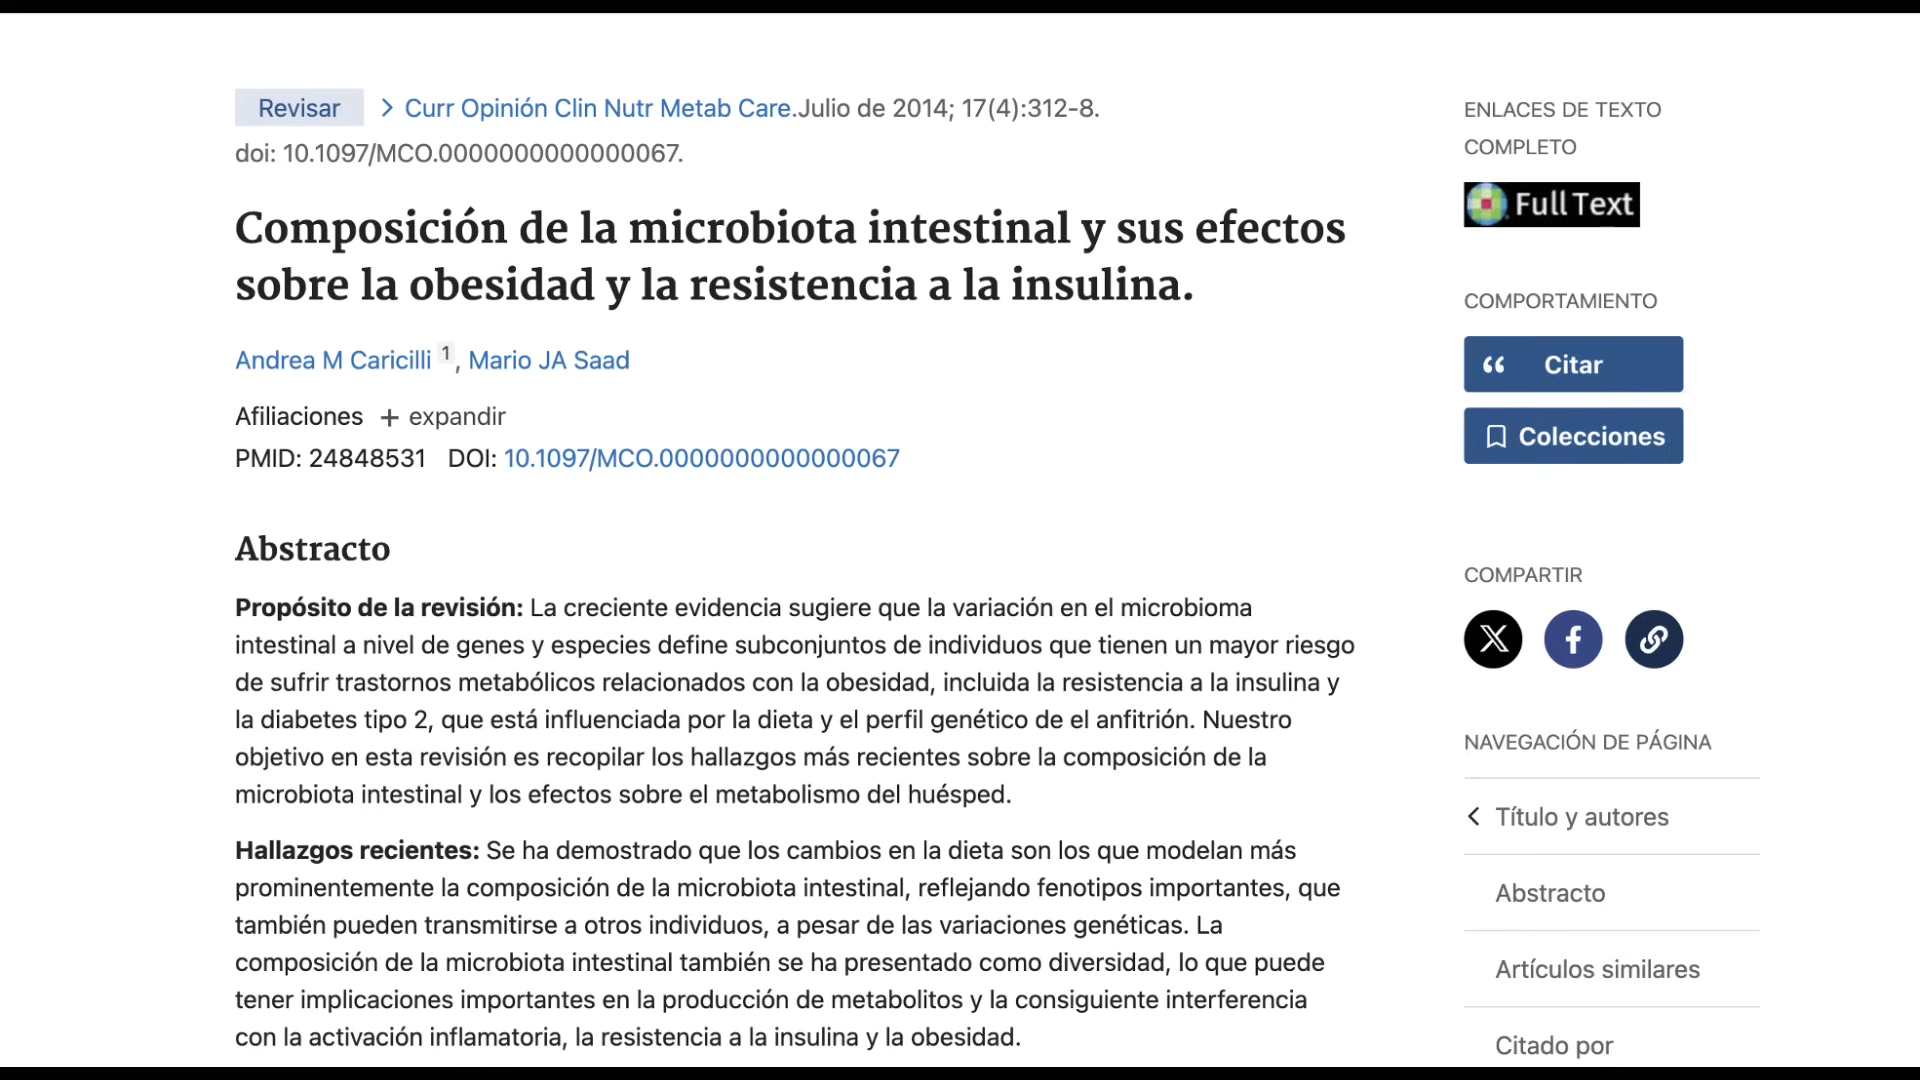 Revisar > Curr Opinión Clin Nutr Metab Care.Julio de 2014; 17(4):312-8.
doi: 10.1097/MCO.0000000000000067.
Composición de la microbiota intestinal y sus efectos
sobre la obesidad y la resistencia a la insulina.
Andrea M Caricilli 1 , Mario JA Saad
Afiliaciones + expandir
PMID: 24848531 DOI: 10.1097/MCO.0000000000000067
Abstracto
Propósito de la revisión: La creciente evidencia sugiere que la variación en el microbioma
intestinal a nivel de genes y especies define subconjuntos de individuos que tienen un mayor riesgo
de sufrir trastornos metabólicos relacionados con la obesidad, incluida la resistencia a la insulina y
la diabetes tipo 2, que está influenciada por la dieta y el perfil genético de el anfitrión. Nuestro
objetivo en esta revisión es recopilar los hallazgos más recientes sobre la composición de la
microbiota intestinal y los efectos sobre el metabolismo del huésped.
Hallazgos recientes: Se ha demostrado que los cambios en la dieta son los que modelan más
prominentemente la composición de la microbiota intestinal, reflejando fenotipos importantes, que
también pueden transmitirse a otros individuos, a pesar de las variaciones genéticas. La
composición de la microbiota intestinal también se ha presentado como diversidad, lo que puede
tener implicaciones importantes en la producción de metabolitos y la consiguiente interferencia
con la activación inflamatoria, la resistencia a la insulina y la obesidad.
ENLACES DE TEXTO
COMPLETO
Full Text
COMPORTAMIENTO
Citar
Colecciones
COMPARTIR
NAVEGACIÓN DE PÁGINA
Título y autores
Abstracto
Artículos similares
Citado por